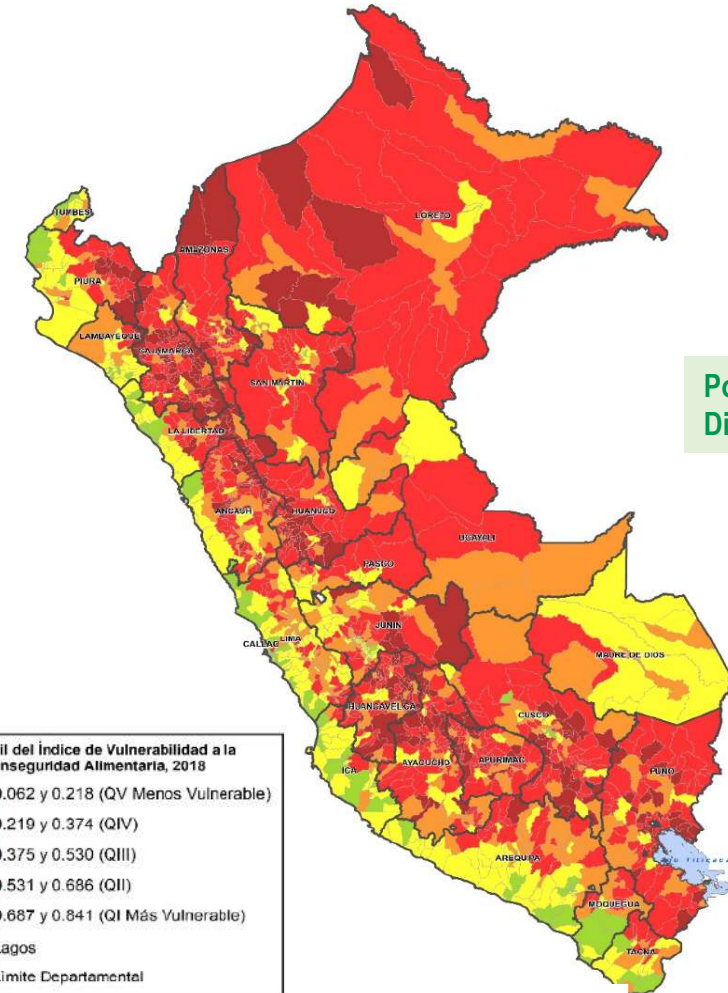 TUMBES
LORETO
AMAZONAS
PIURA
LAMBAYEQUE
CAJAMARCA
SAN MARTIN
LA LIBERTAD
Po
Di
ANCASH
HUANUCO
UCAYALI
PASCO
JUNIN
CALLAO
LIMA
MADRE DE DIOS
HUANCAVELICA
CUSCO
ICA
AYACUCHO
APURIMAC
PUNO
AREQUIPA
Lago Titicaca
MOQUEGUA
TACNA
il del Índice de Vulnerabilidad a la
nseguridad Alimentaria, 2018
0.062 y 0.218 (QV Menos Vulnerable)
0.219 y 0.374 (QIV)
0.375 y 0.530 (QIII)
0.531 y 0.686 (QII)
0.687 y 0.841 (QI Más Vulnerable)
Lagos
Límite Departamental